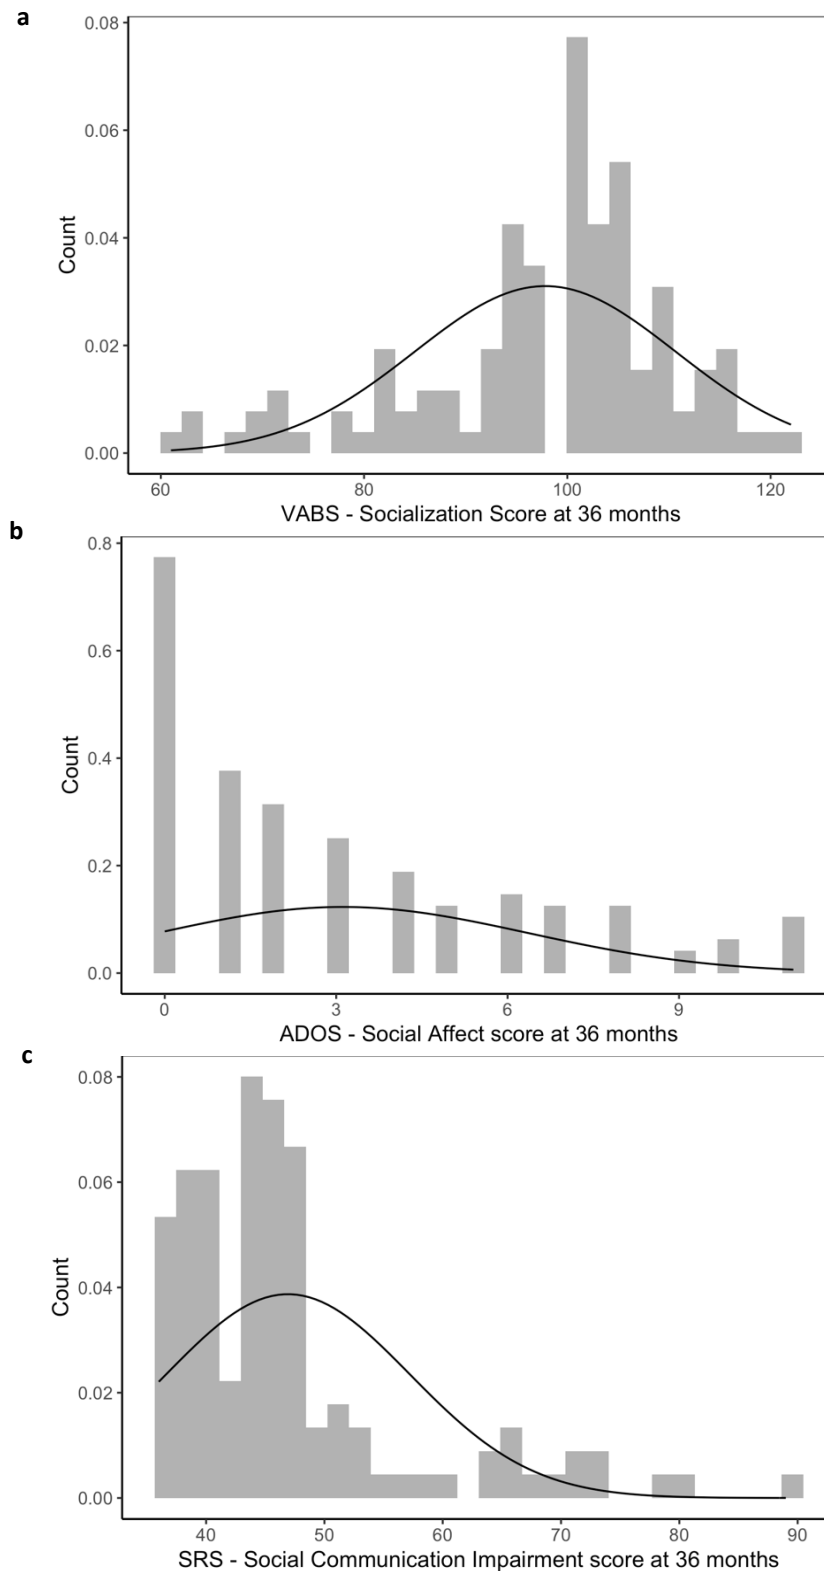 a
0.08
0.06
0.04
0.02
0.00
Count
60 80 100 120
VABS - Socialization Score at 36 months
b
0.8
0.6
0.4
0.2
0.0
Count
0 3 6 9
ADOS - Social Affect score at 36 months
c
0.08
0.06
0.04
0.02
0.00
Count
40 50 60 70 80 90
SRS - Social Communication Impairment score at 36 months